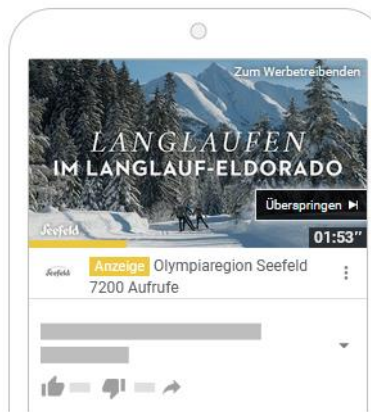 Zum Werbetreibenden
LANGLAUFEN
IM LANGLAUF-ELDORADO
Überspringen
Seefeld
01:53″
Seefeld
Anzeige Olympiaregion Seefeld
7200 Aufrufe